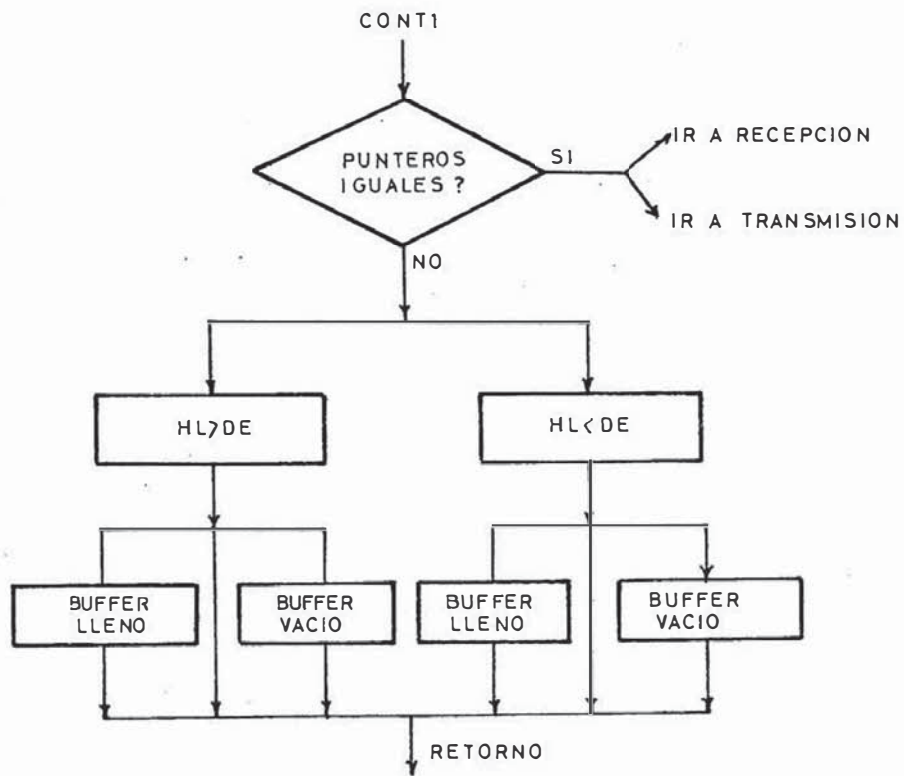 CONT1
PUNTEROS
IGUALES ?
SI
IR A RECEPCION
IR A TRANSMISION
NO
HL>DE
HL<DE
BUFFER
LLENO
BUFFER
VACIO
BUFFER
LLENO
BUFFER
VACIO
RETORNO